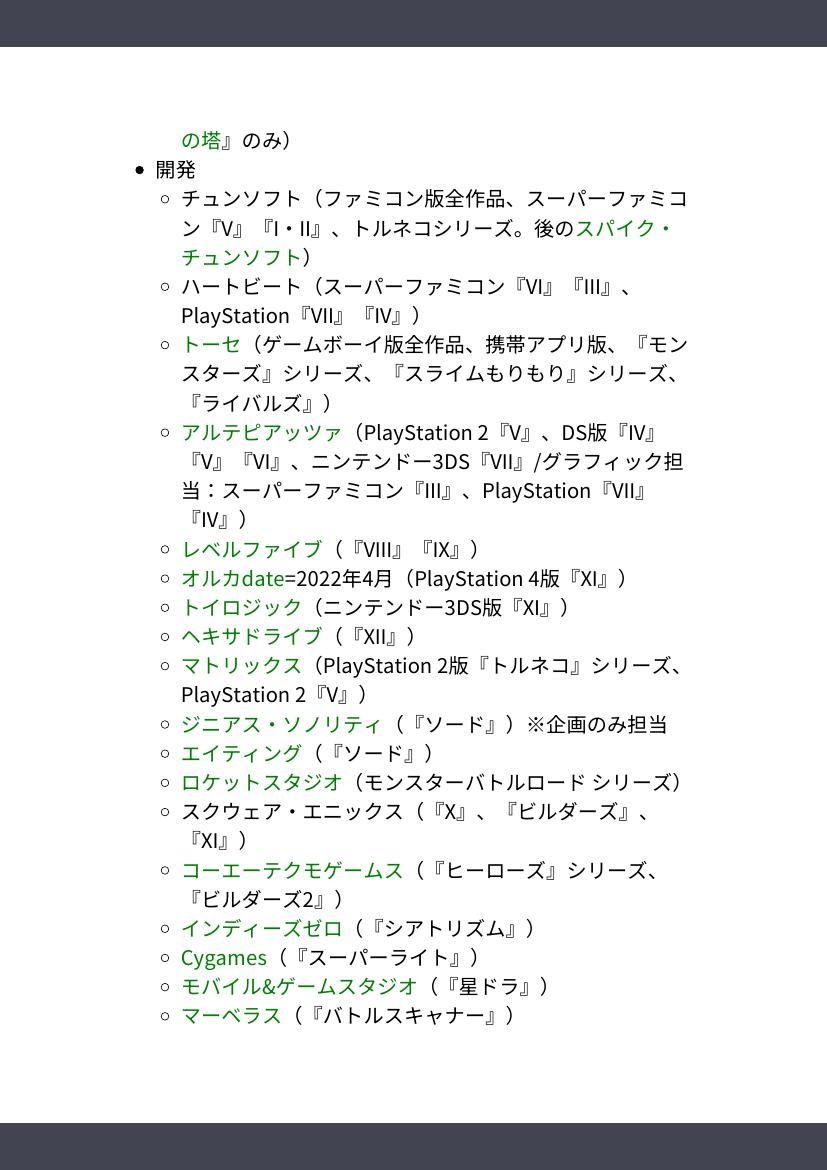 の塔』のみ）
開発
チュンソフト（ファミコン版全作品、スーパーファミコ
ン『V』『I・II』、トルネコシリーズ。後のスパイク・
チュンソフト）
ハートビート（スーパーファミコン『VI』『III』、
PlayStation『VII』『IV』）
トーセ（ゲームボーイ版全作品、携帯アプリ版、『モン
スターズ』シリーズ、『スライムもりもり』シリーズ、
『ライバルズ』）
アルテピアッツァ（PlayStation 2『V』、DS版『IV』
『V』『VI』、ニンテンドー3DS『VII』/グラフィック担
当：スーパーファミコン『III』、PlayStation『VII』
『IV』）
レベルファイブ（『VIII』『IX』）
オルカdate=2022年4月（PlayStation 4版『XI』）
トイロジック（ニンテンドー3DS版『XI』）
ヘキサドライブ（『XII』）
マトリックス（PlayStation 2版『トルネコ』シリーズ、
PlayStation 2『V』）
ジニアス・ソノリティ（『ソード』）※企画のみ担当
エイティング（『ソード』）
ロケットスタジオ（モンスターバトルロード シリーズ）
スクウェア・エニックス（『X』、『ビルダーズ』、
『XI』）
コーエーテクモゲームス（『ヒーローズ』シリーズ、
『ビルダーズ2』）
インディーズゼロ（『シアトリズム』）
Cygames（『スーパーライト』）
モバイル&ゲームスタジオ（『星ドラ』）
マーベラス（『バトルスキャナー』）